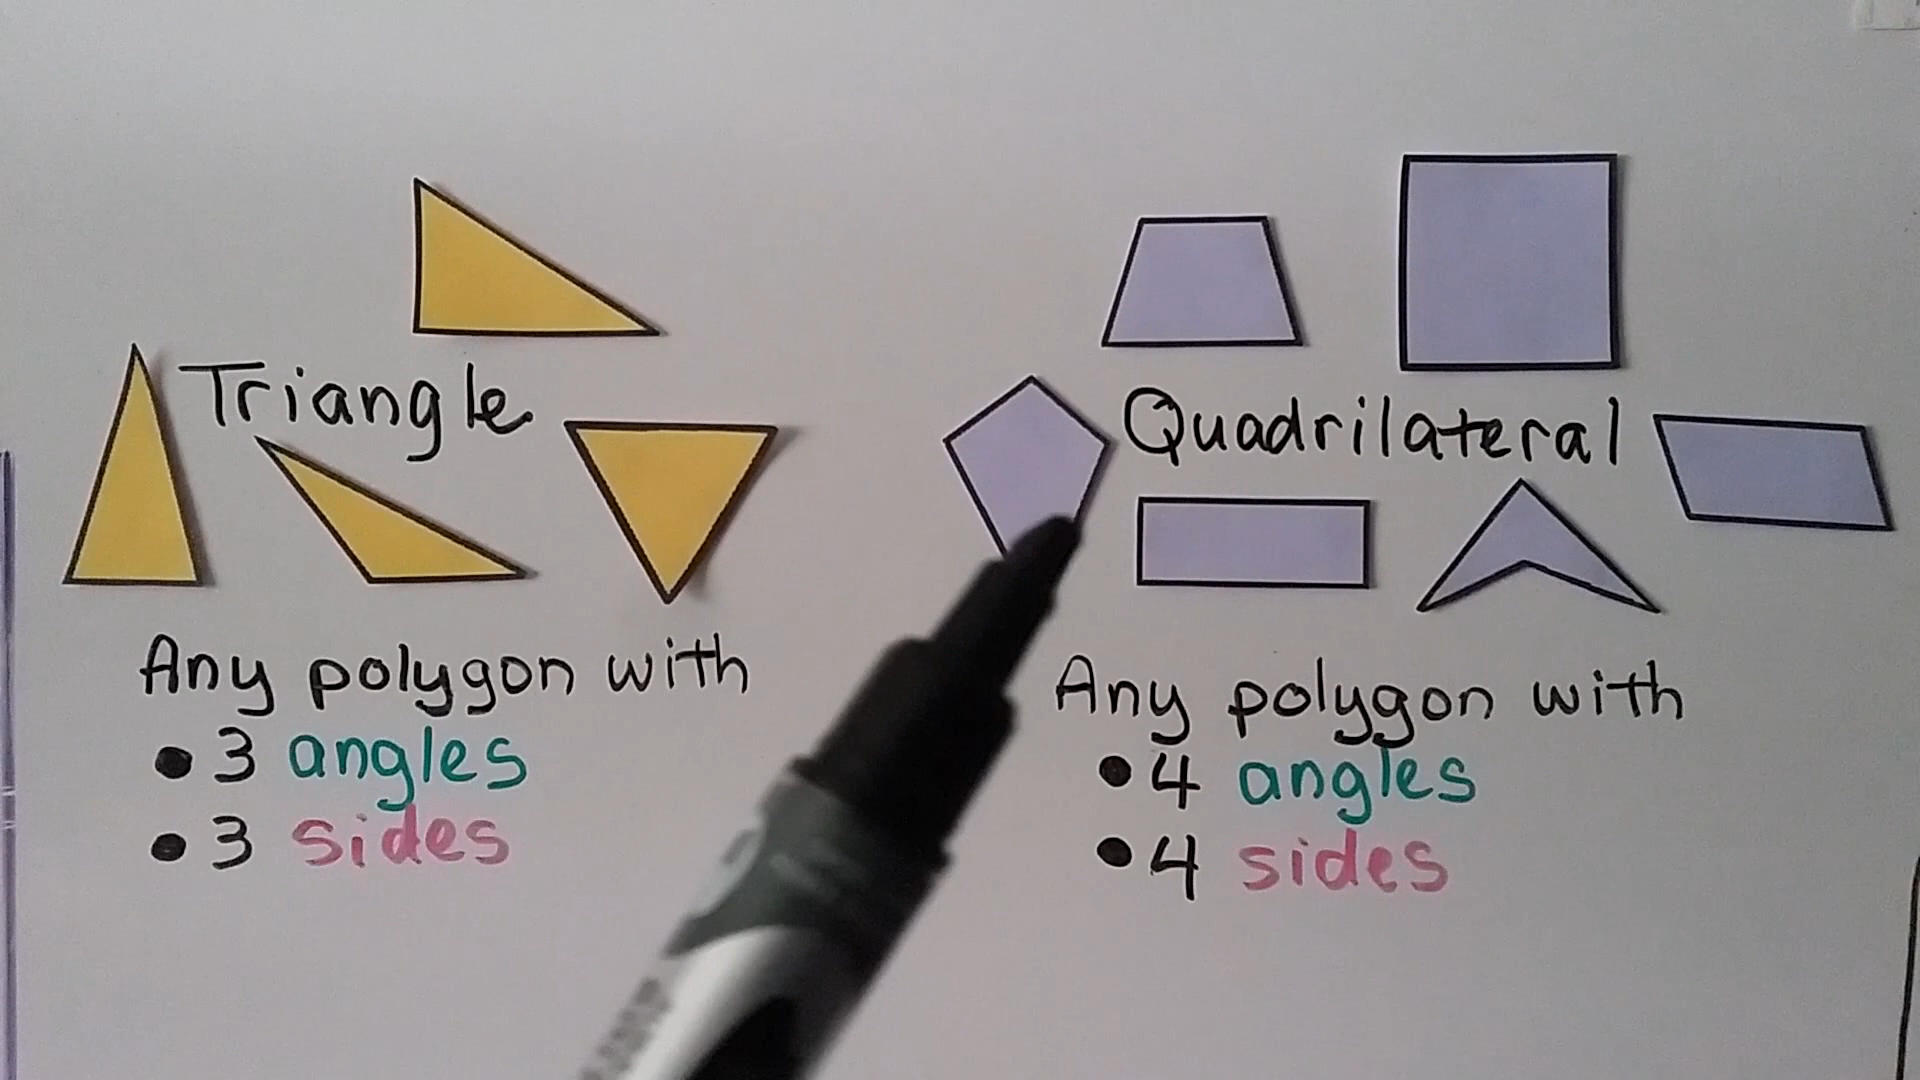 Triangle
Any polygon with
• 3 angles
• 3 sides
Quadrilateral
Any polygon with
• 4 angles
• 4 sides